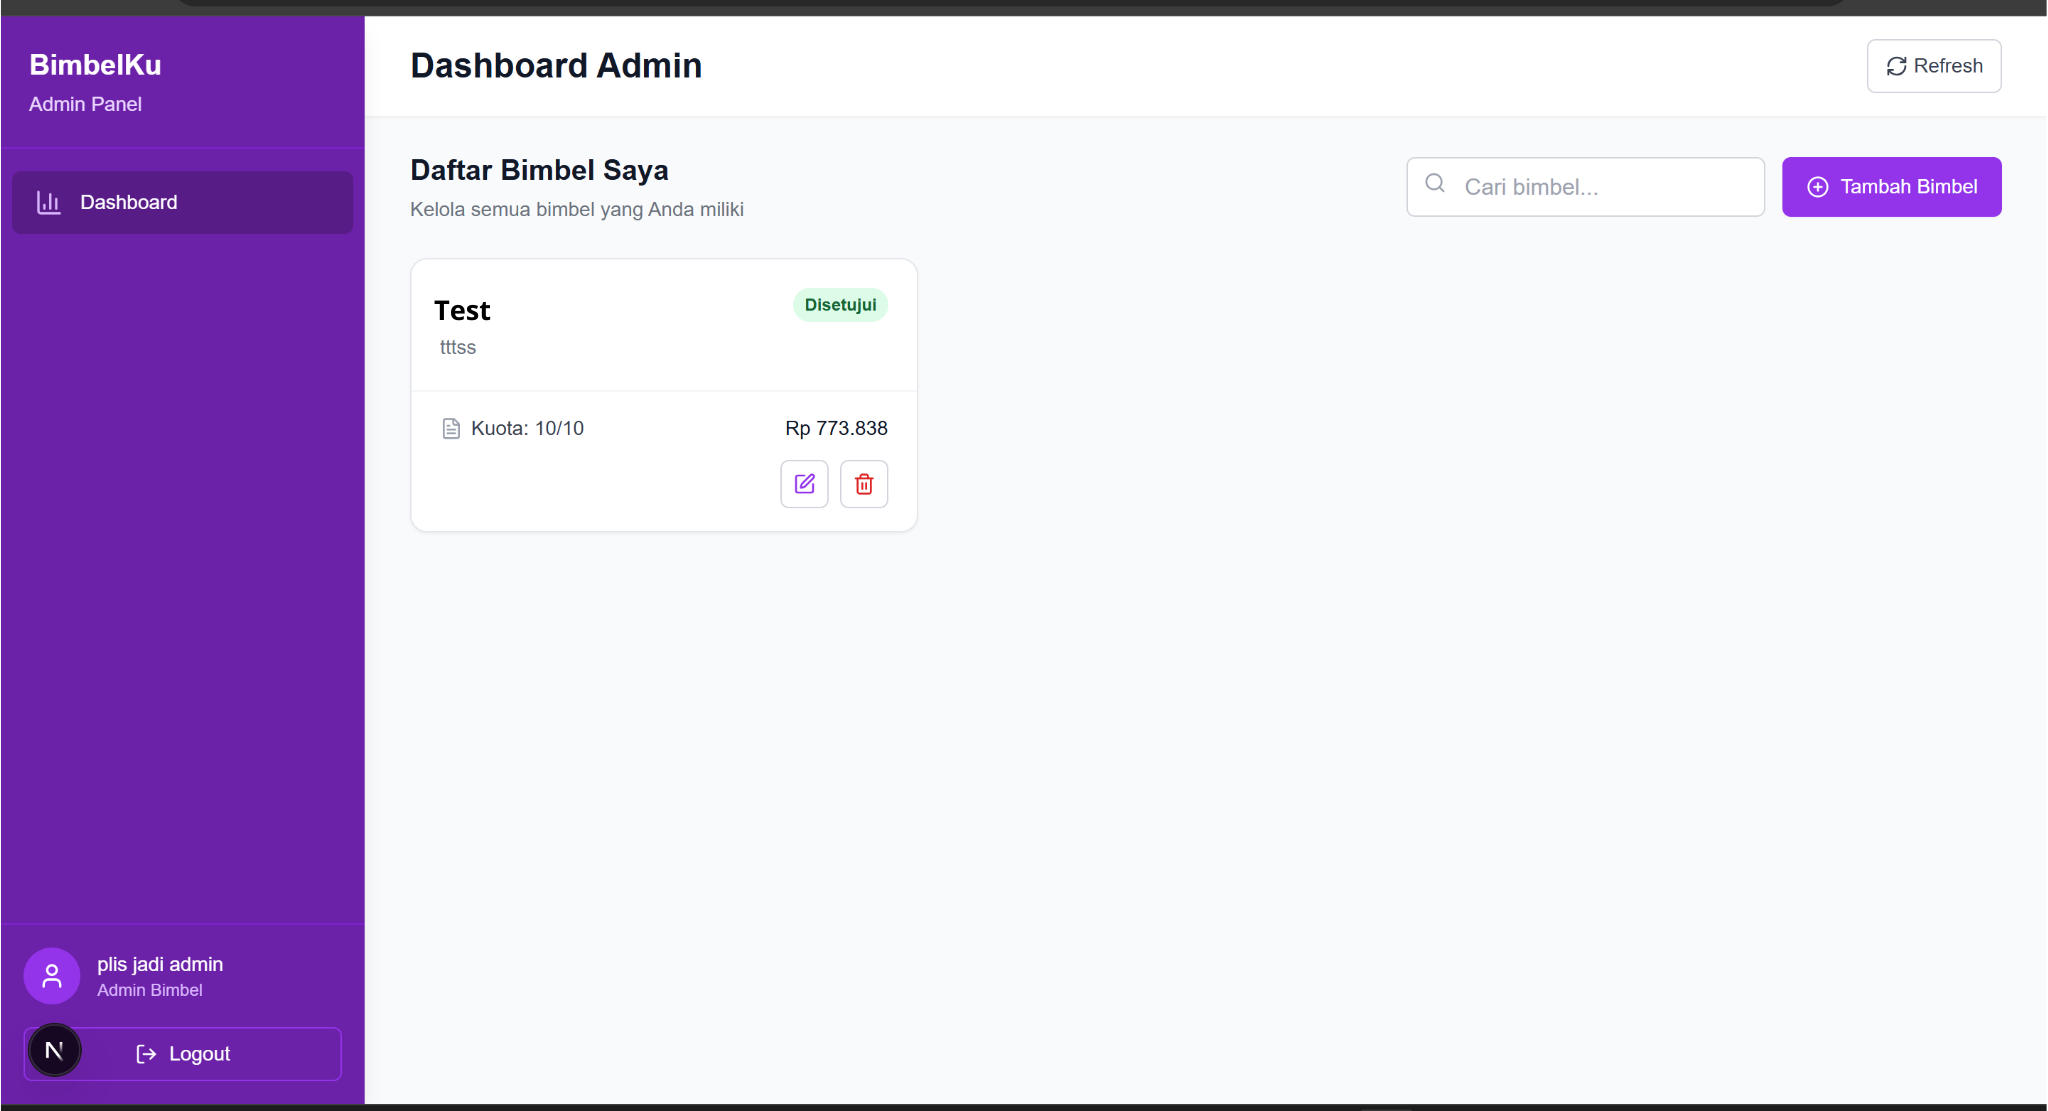 BimbelKu
Admin Panel
Dashboard
plis jadi admin
Admin Bimbel
N
Logout
Dashboard Admin
Refresh
Daftar Bimbel Saya
Kelola semua bimbel yang Anda miliki
Cari bimbel...
Tambah Bimbel
Test
Disetujui
tttss
Kuota: 10/10
Rp 773.838